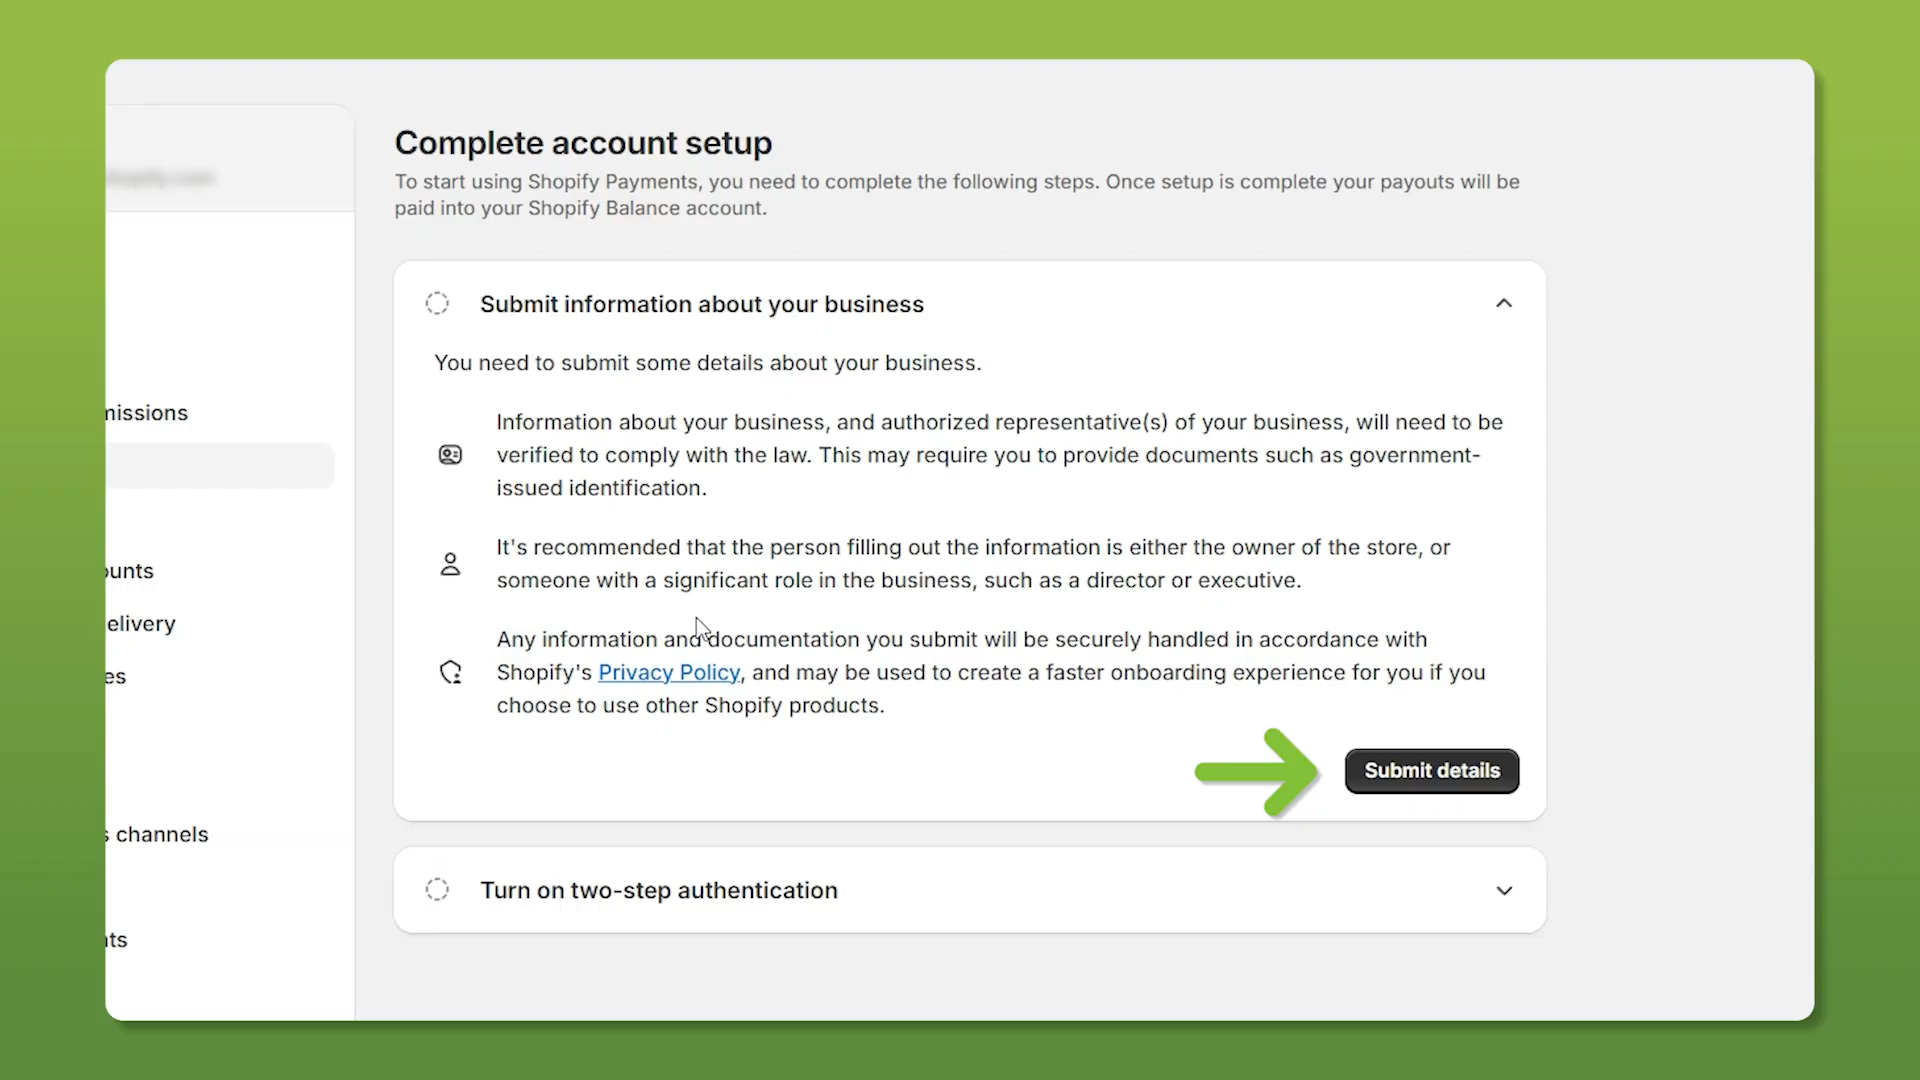 Complete account setup
To start using Shopify Payments, you need to complete the following steps. Once setup is complete your payouts will be
paid into your Shopify Balance account.
Submit information about your business
You need to submit some details about your business.
missions
Information about your business, and authorized representative(s) of your business, will need to be
verified to comply with the law. This may require you to provide documents such as government-
issued identification.
It's recommended that the person filling out the information is either the owner of the store, or
someone with a significant role in the business, such as a director or executive.
ounts
elivery
es
Any information and documentation you submit will be securely handled in accordance with
Shopify's Privacy Policy, and may be used to create a faster onboarding experience for you if you
choose to use other Shopify products.
Submit details
s channels
Turn on two-step authentication
nts